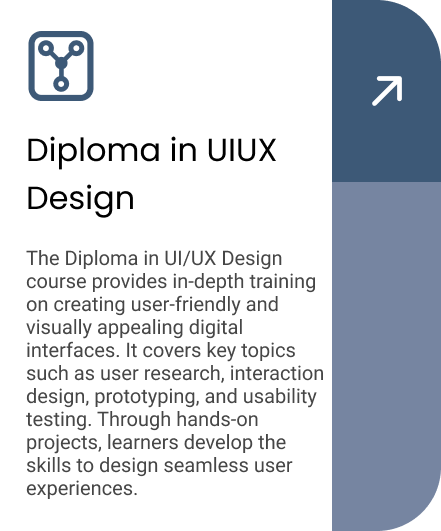 Diploma in UIUX
Design
The Diploma in UI/UX Design
course provides in-depth training
on creating user-friendly and
visually appealing digital
interfaces. It covers key topics
such as user research, interaction
design, prototyping, and usability
testing. Through hands-on
projects, learners develop the
skills to design seamless user
experiences.